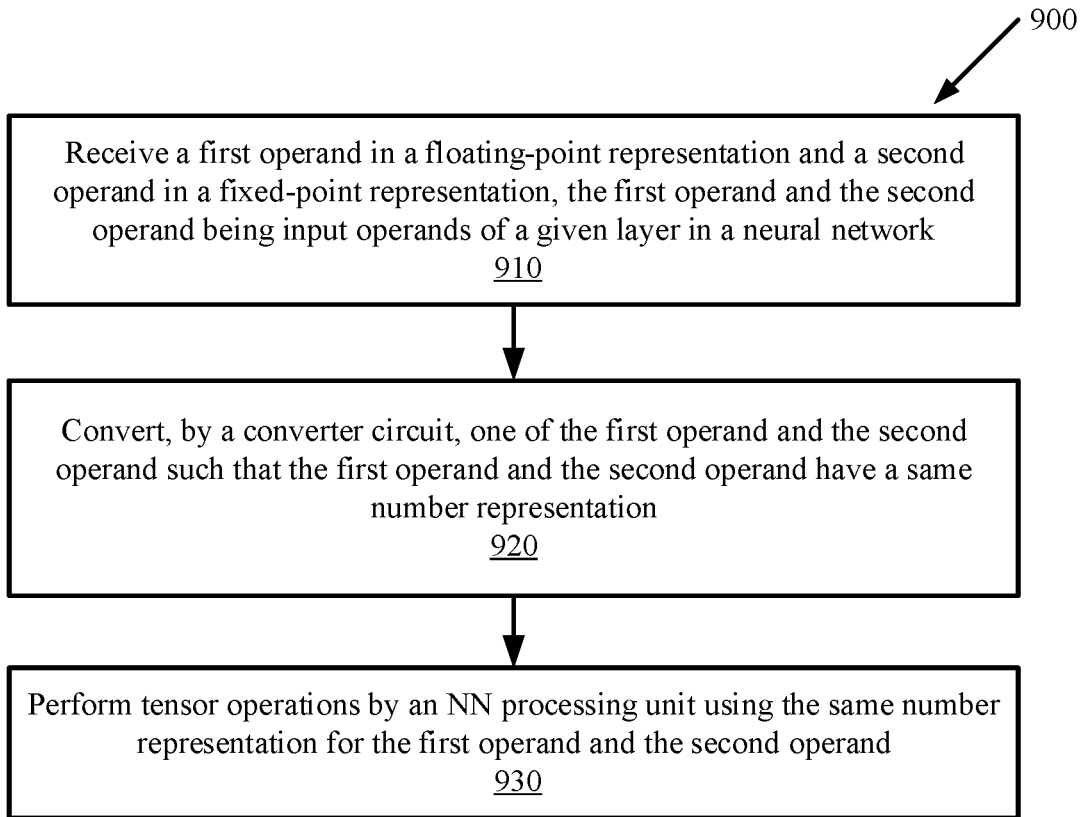 900
Receive a first operand in a floating-point representation and a second
operand in a fixed-point representation, the first operand and the second
operand being input operands of a given layer in a neural network
910
Convert, by a converter circuit, one of the first operand and the second
operand such that the first operand and the second operand have a same
number representation
920
Perform tensor operations by an NN processing unit using the same number
representation for the first operand and the second operand
930